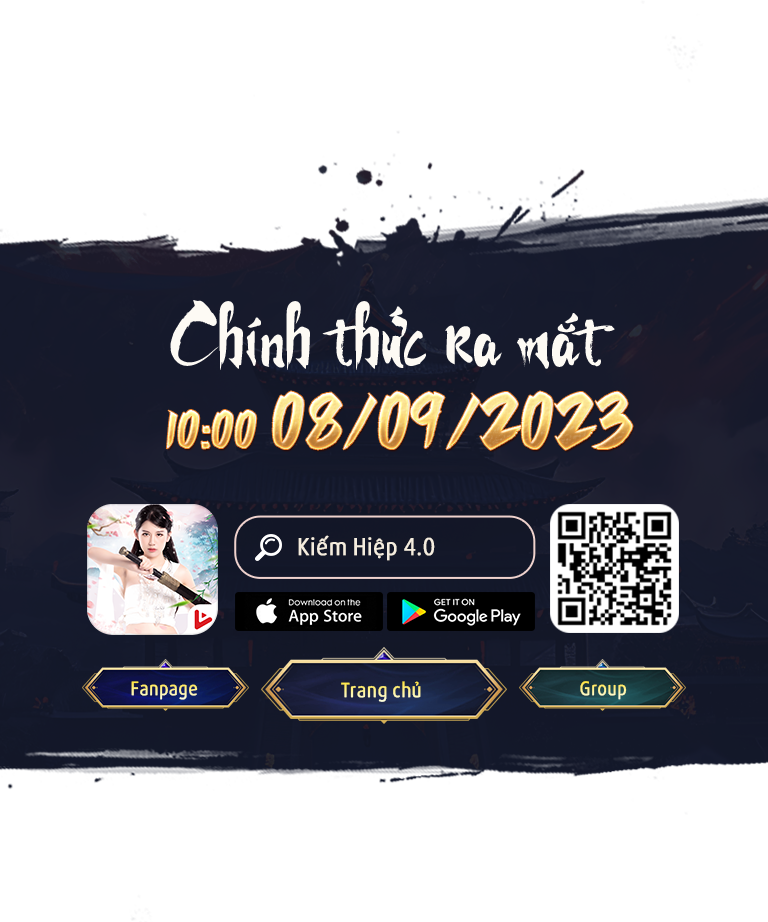 Chính thức ra mắt
10:00 08/09/2023
Kiếm Hiệp 4.0
Download on the
App Store
GET IT ON
Google Play
Fanpage
Trang chủ
Group